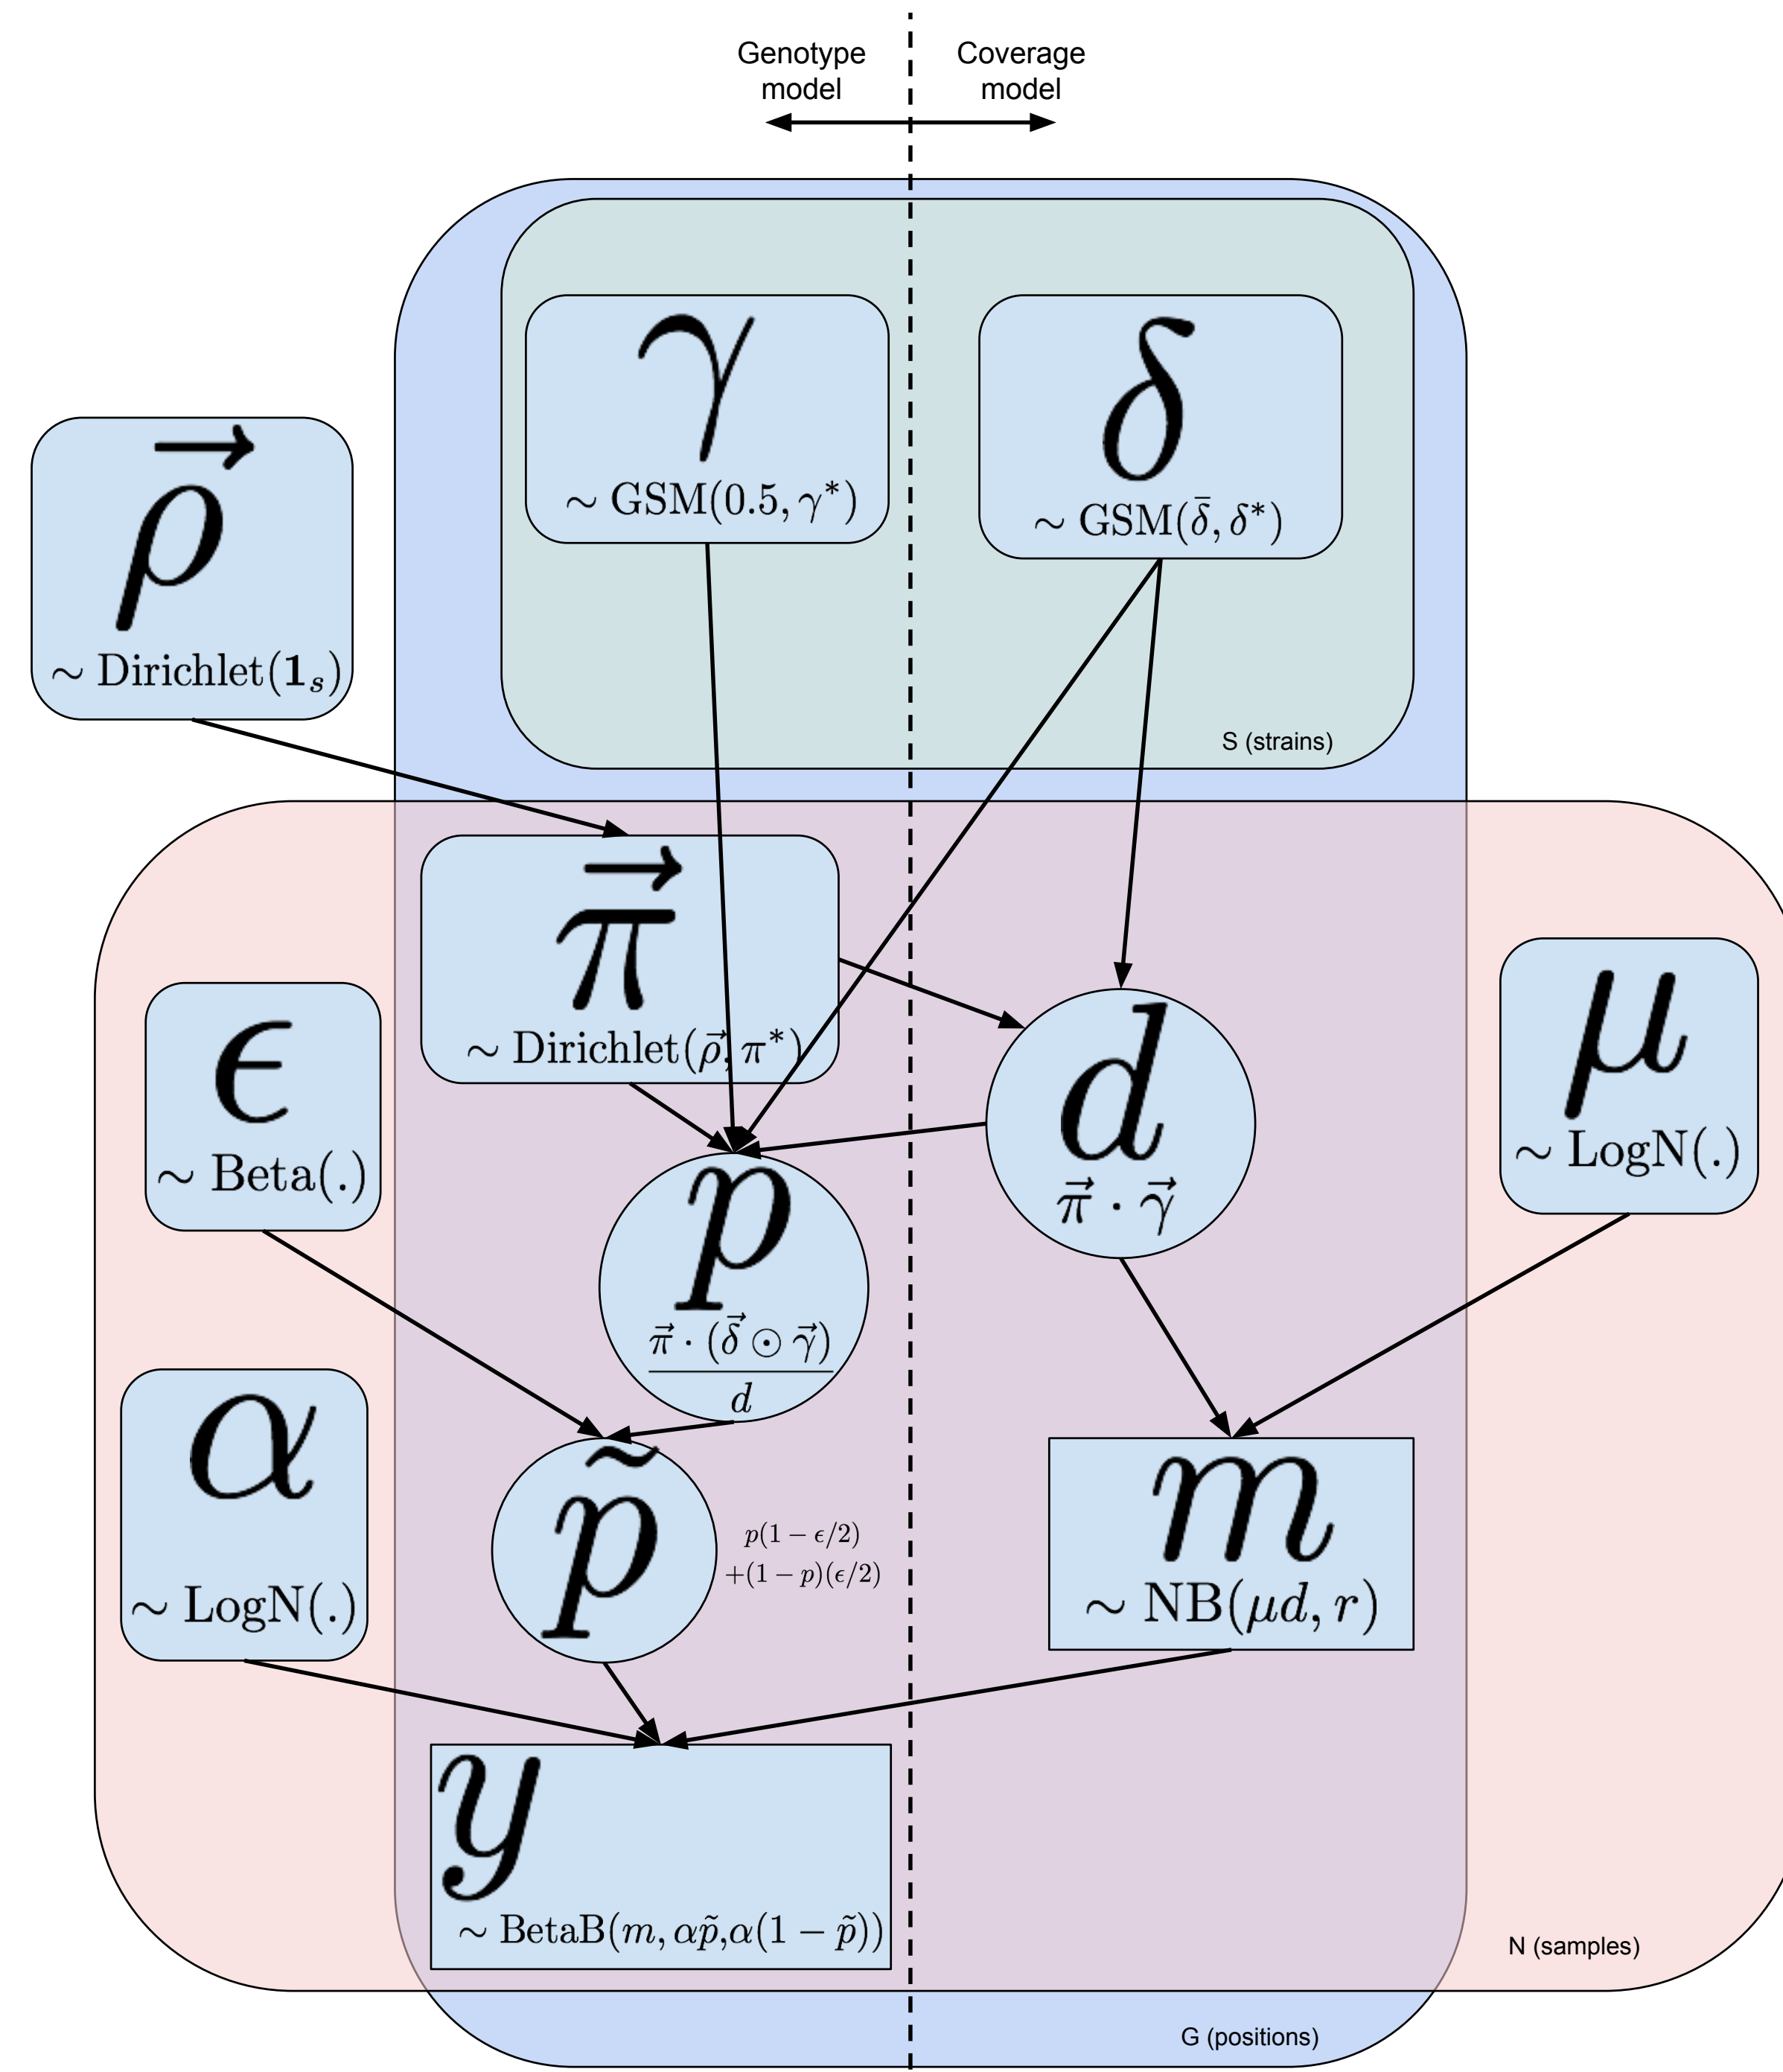 Genotype model
Coverage model
γ
∼ GSM(0.5, γ*)
δ
∼ GSM(δ̄, δ*)
ρ⃗
∼ Dirichlet(𝟏ₛ)
S (strains)
π⃗
∼ Dirichlet(ρ⃗, π*)
ϵ
∼ Beta(.)
d
π⃗ · γ⃗
μ
∼ LogN(.)
p
π⃗ · (δ⃗ ⊙ γ⃗)
d
α
∼ LogN(.)
p̃
p(1 − ϵ/2)
+(1 − p)(ϵ/2)
m
∼ NB(μd, r)
y
∼ BetaB(m, αp̃,α(1 − p̃))
N (samples)
G (positions)